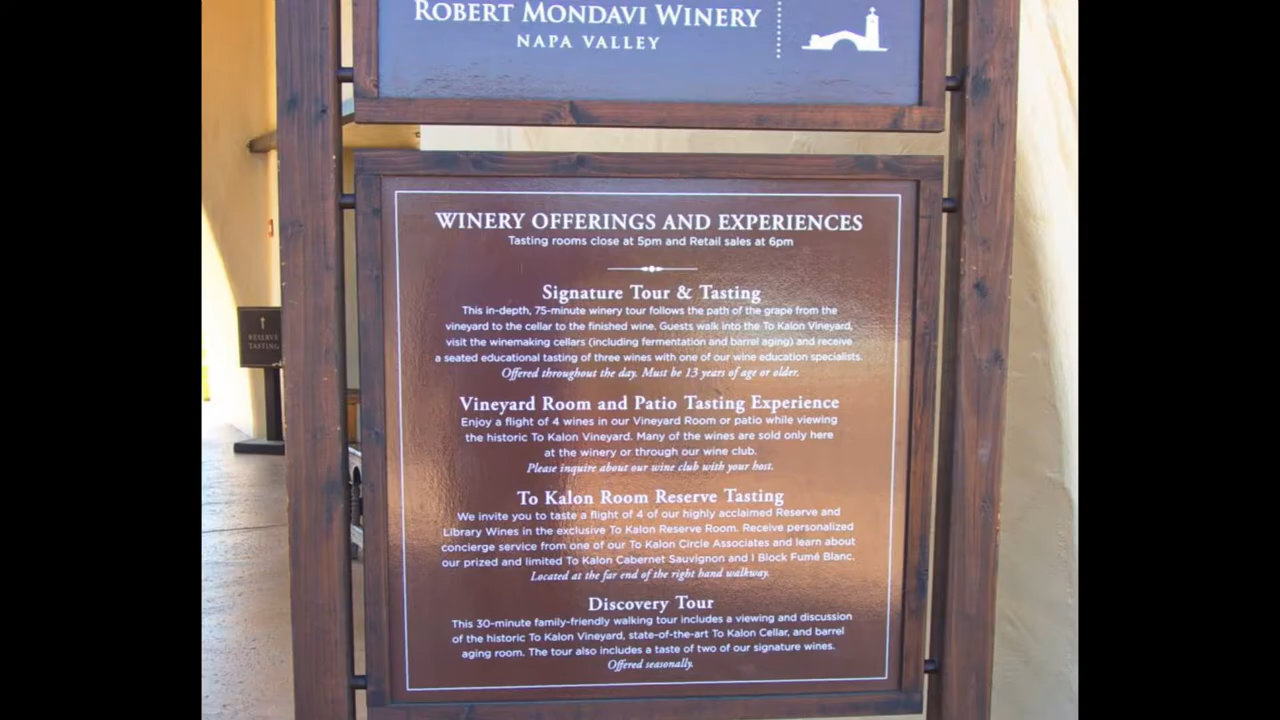 ROBERT MONDAVI WINERY
NAPA VALLEY
WINERY OFFERINGS AND EXPERIENCES
Tasting rooms close at 5pm and Retail sales at 6pm
Signature Tour & Tasting
This in-depth, 75-minute winery tour follows the path of the grape from the
vineyard to the cellar to the finished wine. Guests walk into the To Kalon Vineyard,
visit the winemaking cellars (including fermentation and barrel aging) and receive
a seated educational tasting of three wines with one of our wine education specialists.
Offered throughout the day. Must be 13 years of age or older.
Vineyard Room and Patio Tasting Experience
Enjoy a flight of 4 wines in our Vineyard Room or patio while viewing
the historic To Kalon Vineyard. Many of the wines are sold only here
at the winery or through our wine club.
Please inquire about our wine club with your host.
To Kalon Room Reserve Tasting
We invite you to taste a flight of 4 of our highly acclaimed Reserve and
Library Wines in the exclusive To Kalon Reserve Room. Receive personalized
concierge service from one of our To Kalon Circle Associates and learn about
our prized and limited To Kalon Cabernet Sauvignon and I Block Fumé Blanc.
Located at the far end of the right hand walkway.
Discovery Tour
This 30-minute family-friendly walking tour includes a viewing and discussion
of the historic To Kalon Vineyard, state-of-the-art To Kalon Cellar, and barrel
aging room. The tour also includes a taste of two of our signature wines.
Offered seasonally.
RESERVE
TASTING